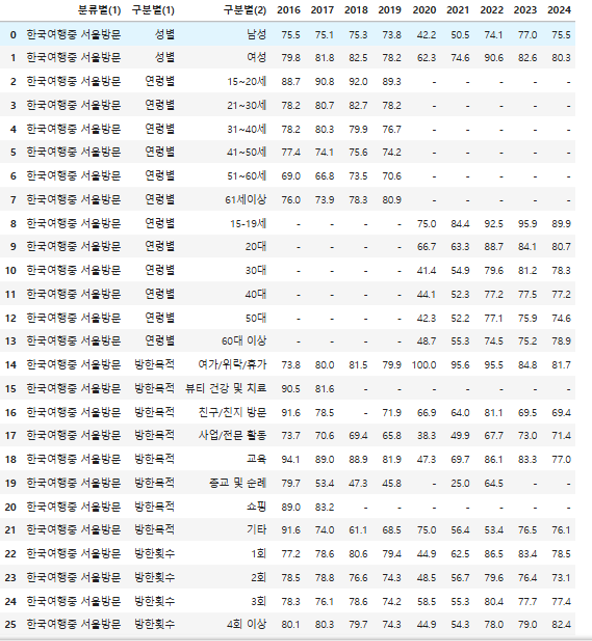 분류별(1) 구분별(1) 구분별(2) 2016 2017 2018 2019 2020 2021 2022 2023 2024
0 한국여행중 서울방문 성별 남성 75.5 75.1 75.3 73.8 42.2 50.5 74.1 77.0 75.5
1 한국여행중 서울방문 성별 여성 79.8 81.8 82.5 78.2 62.3 74.6 90.6 82.6 80.3
2 한국여행중 서울방문 연령별 15~20세 88.7 90.8 92.0 89.3 - - - - -
3 한국여행중 서울방문 연령별 21~30세 78.2 80.7 82.7 78.2 - - - - -
4 한국여행중 서울방문 연령별 31~40세 78.2 80.3 79.9 76.7 - - - - -
5 한국여행중 서울방문 연령별 41~50세 77.4 74.1 75.6 74.2 - - - - -
6 한국여행중 서울방문 연령별 51~60세 69.0 66.8 73.5 70.6 - - - - -
7 한국여행중 서울방문 연령별 61세이상 76.0 73.9 78.3 80.9 - - - - -
8 한국여행중 서울방문 연령별 15-19세 - - - - 75.0 84.4 92.5 95.9 89.9
9 한국여행중 서울방문 연령별 20대 - - - - 66.7 63.3 88.7 84.1 80.7
10 한국여행중 서울방문 연령별 30대 - - - - 41.4 54.9 79.6 81.2 78.3
11 한국여행중 서울방문 연령별 40대 - - - - 44.1 52.3 77.2 77.5 77.2
12 한국여행중 서울방문 연령별 50대 - - - - 42.3 52.2 77.1 75.9 74.6
13 한국여행중 서울방문 연령별 60대 이상 - - - - 48.7 55.3 74.5 75.2 78.9
14 한국여행중 서울방문 방한목적 여가/위락/휴가 73.8 80.0 81.5 79.9 100.0 95.6 95.5 84.8 81.7
15 한국여행중 서울방문 방한목적 뷰티 건강 및 치료 90.5 81.6 - - - - - - -
16 한국여행중 서울방문 방한목적 친구/친지 방문 91.6 78.5 - 71.9 66.9 64.0 81.1 69.5 69.4
17 한국여행중 서울방문 방한목적 사업/전문 활동 73.7 70.6 69.4 65.8 38.3 49.9 67.7 73.0 71.4
18 한국여행중 서울방문 방한목적 교육 94.1 89.0 88.9 81.9 47.3 69.7 86.1 83.3 77.0
19 한국여행중 서울방문 방한목적 종교 및 순례 79.7 53.4 47.3 45.8 - 25.0 64.5 - -
20 한국여행중 서울방문 방한목적 쇼핑 89.0 83.2 - - - - - - -
21 한국여행중 서울방문 방한목적 기타 91.6 74.0 61.1 68.5 75.0 56.4 53.4 76.5 76.1
22 한국여행중 서울방문 방한횟수 1회 77.2 78.6 80.6 79.4 44.9 62.5 86.5 83.4 78.5
23 한국여행중 서울방문 방한횟수 2회 78.5 78.8 76.6 74.3 48.5 56.7 79.6 76.4 73.1
24 한국여행중 서울방문 방한횟수 3회 78.3 76.1 78.6 74.2 58.5 55.3 80.4 77.7 77.4
25 한국여행중 서울방문 방한횟수 4회 이상 80.1 80.3 79.7 74.3 44.9 54.3 78.0 79.0 82.4